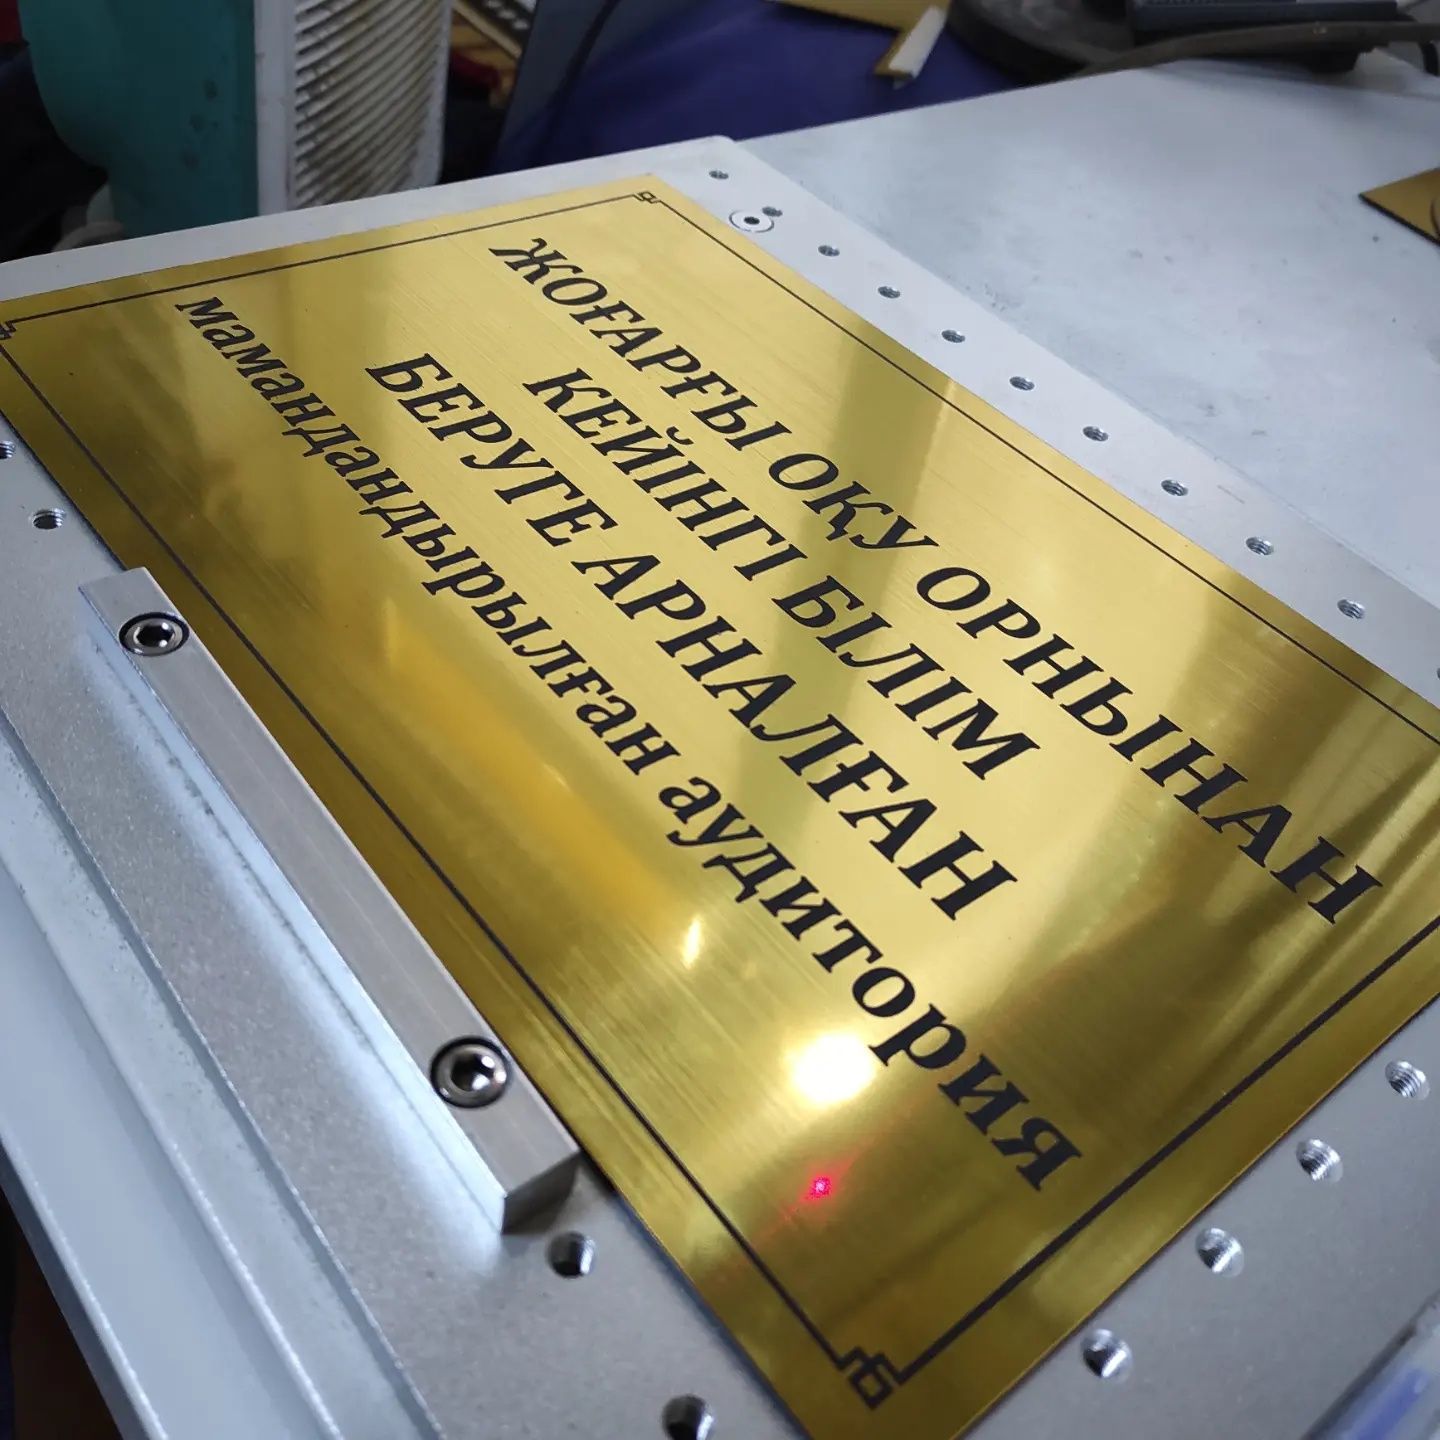 ЖОҒАРҒЫ ОҚУ ОРНЫНАН
КЕЙІНГІ БІЛІМ
БЕРУГЕ АРНАЛҒАН
мамандандырылған аудитория